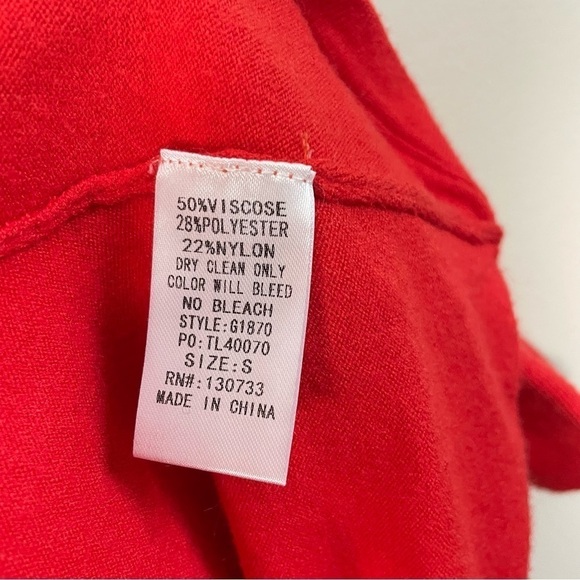 50%VISCOSE
28%POLYESTER
22%NYLON
DRY CLEAN ONLY
COLOR WILL BLEED
NO BLEACH
STYLE:G1870
PO:TL40070
SIZE:S
RN#:130733
MADE IN CHINA